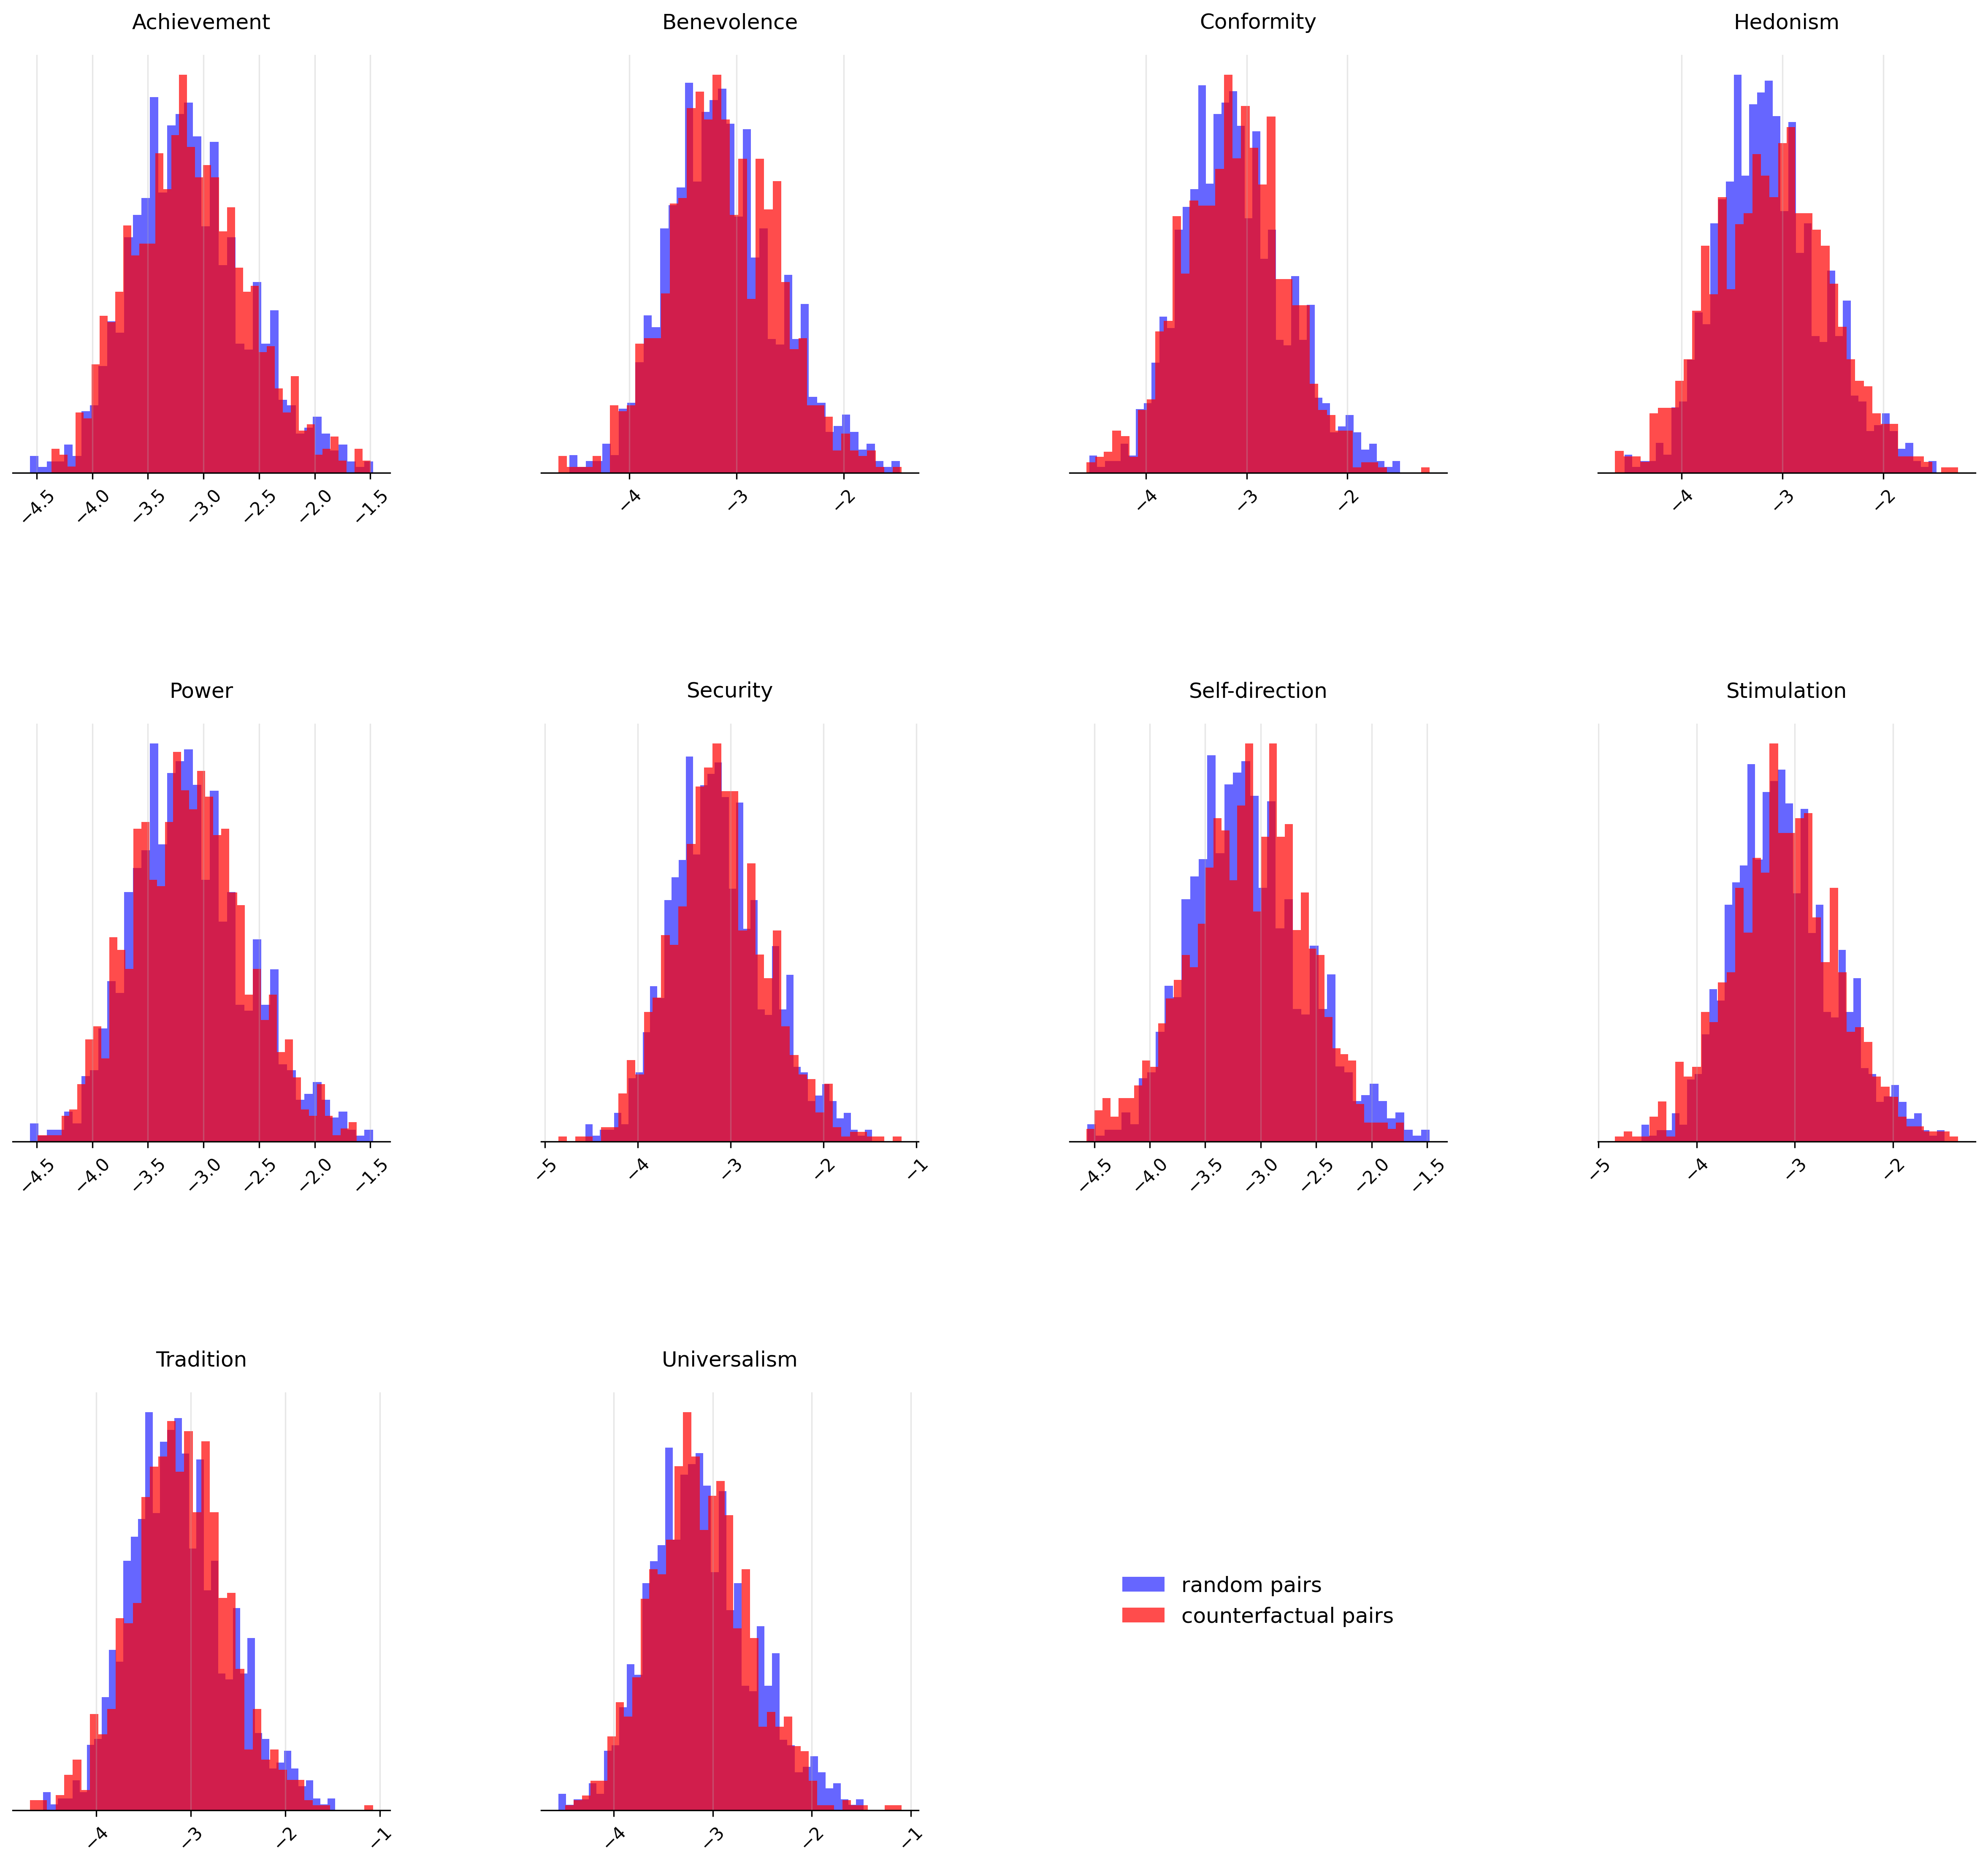 Achievement
Benevolence
Conformity
Hedonism
−4.5 −4.0 −3.5 −3.0 −2.5 −2.0 −1.5
−4 −3 −2
−4 −3 −2
−4 −3 −2
Power
Security
Self-direction
Stimulation
−4.5 −4.0 −3.5 −3.0 −2.5 −2.0 −1.5
−5 −4 −3 −2 −1
−4.5 −4.0 −3.5 −3.0 −2.5 −2.0 −1.5
−5 −4 −3 −2
Tradition
Universalism
random pairs
counterfactual pairs
−4 −3 −2 −1
−4 −3 −2 −1